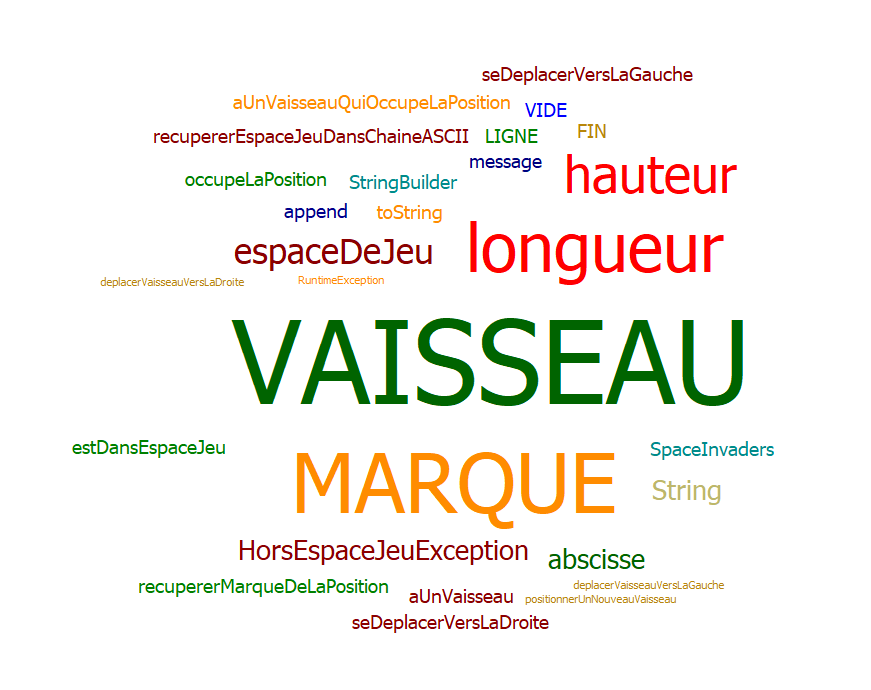 seDeplacerVersLaGauche
aUnVaisseauQuiOccupeLaPosition VIDE
recupererEspaceJeuDansChaineASCII LIGNE FIN
message hauteur
occupeLaPosition StringBuilder
append toString
espaceDeJeu longueur
deplacerVaisseauVersLaDroite RuntimeException
VAISSEAU
estDansEspaceJeu SpaceInvaders
MARQUE String
HorsEspaceJeuException abscisse
recupererMarqueDeLaPosition aUnVaisseau deplacerVaisseauVersLaGauche
positionnerUnNouveauVaisseau
seDeplacerVersLaDroite